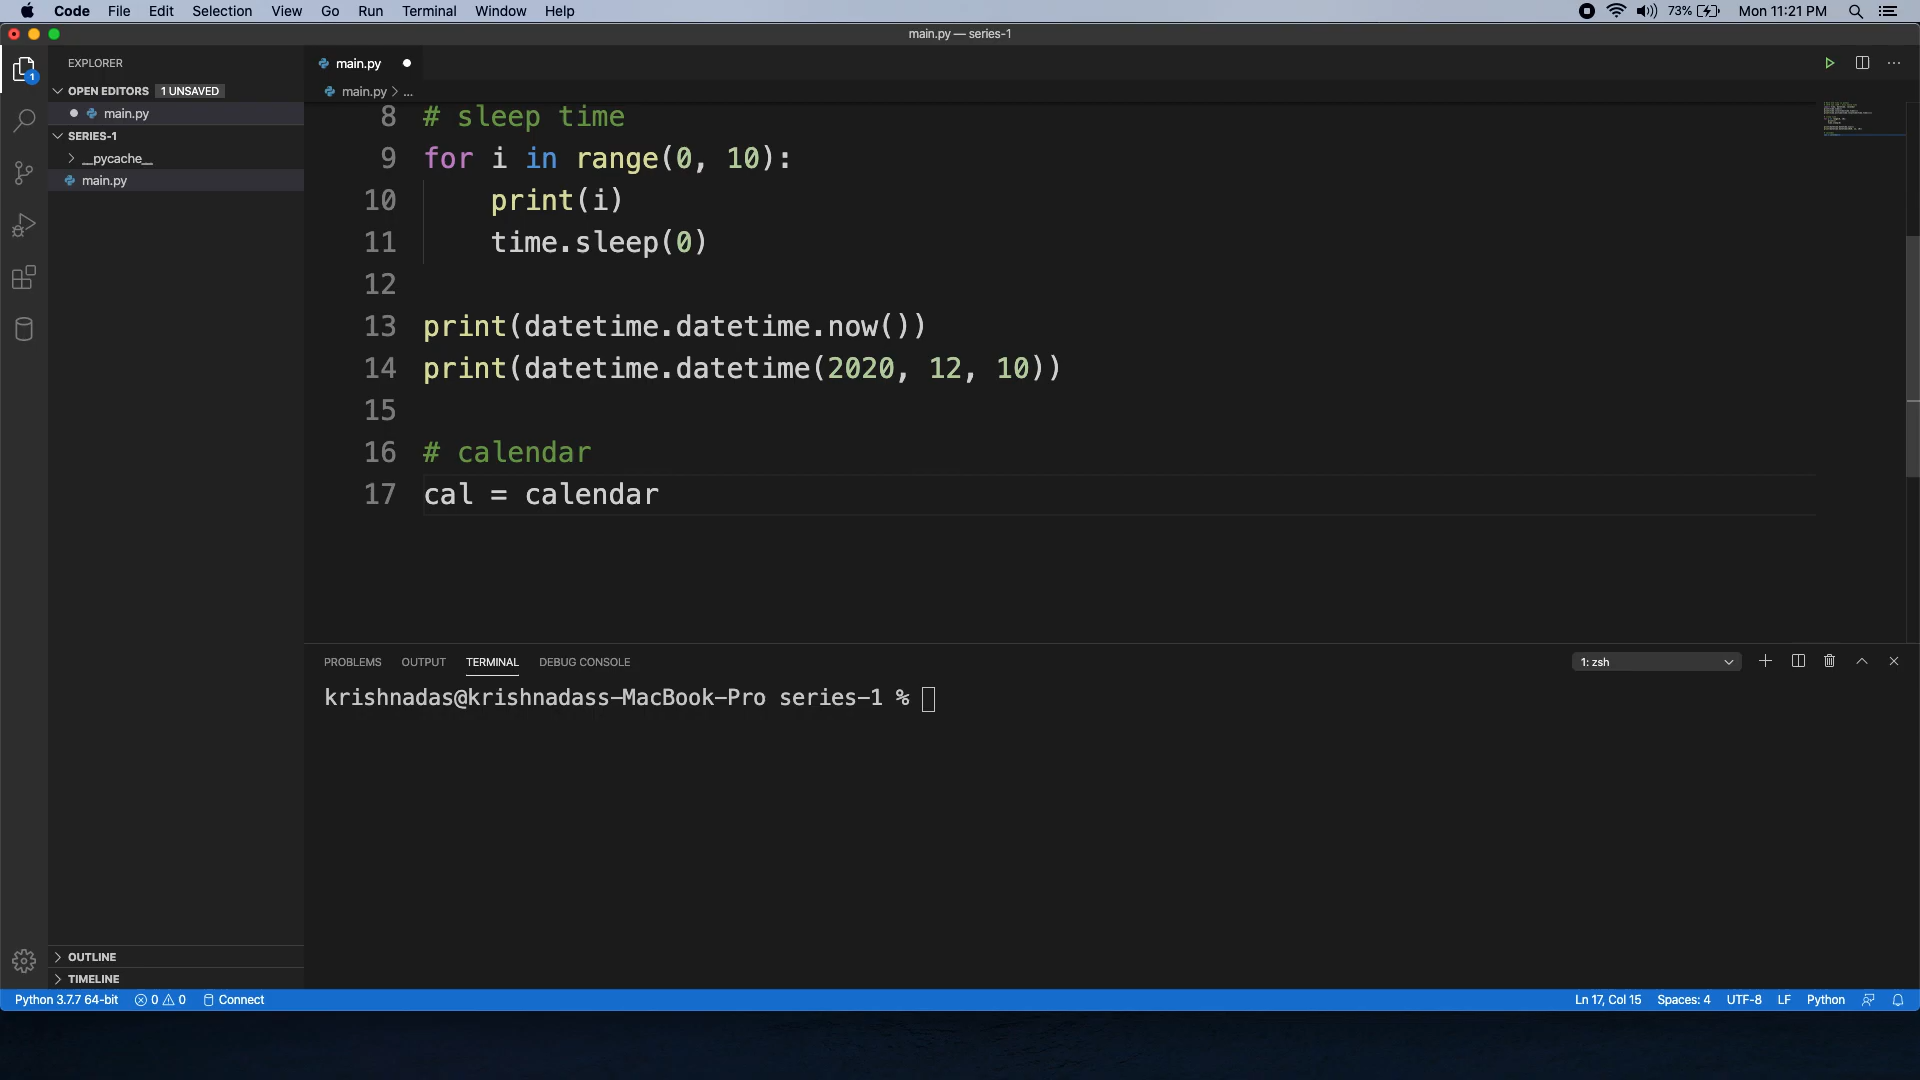 Code File Edit Selection View Go Run Terminal Window Help 73% Mon 11:21 PM
main.py — series-1
EXPLORER
OPEN EDITORS 1 UNSAVED
main.py
SERIES-1
__pycache__
main.py
OUTLINE
TIMELINE
1
main.py
main.py > ...
8 # sleep time
9 for i in range(0, 10):
10 print(i)
11 time.sleep(0)
12
13 print(datetime.datetime.now())
14 print(datetime.datetime(2020, 12, 10))
15
16 # calendar
17 cal = calendar
PROBLEMS OUTPUT TERMINAL DEBUG CONSOLE 1: zsh
krishnadas@krishnadass-MacBook-Pro series-1 %
Python 3.7.7 64-bit 0 0 Connect Ln 17, Col 15 Spaces: 4 UTF-8 LF Python